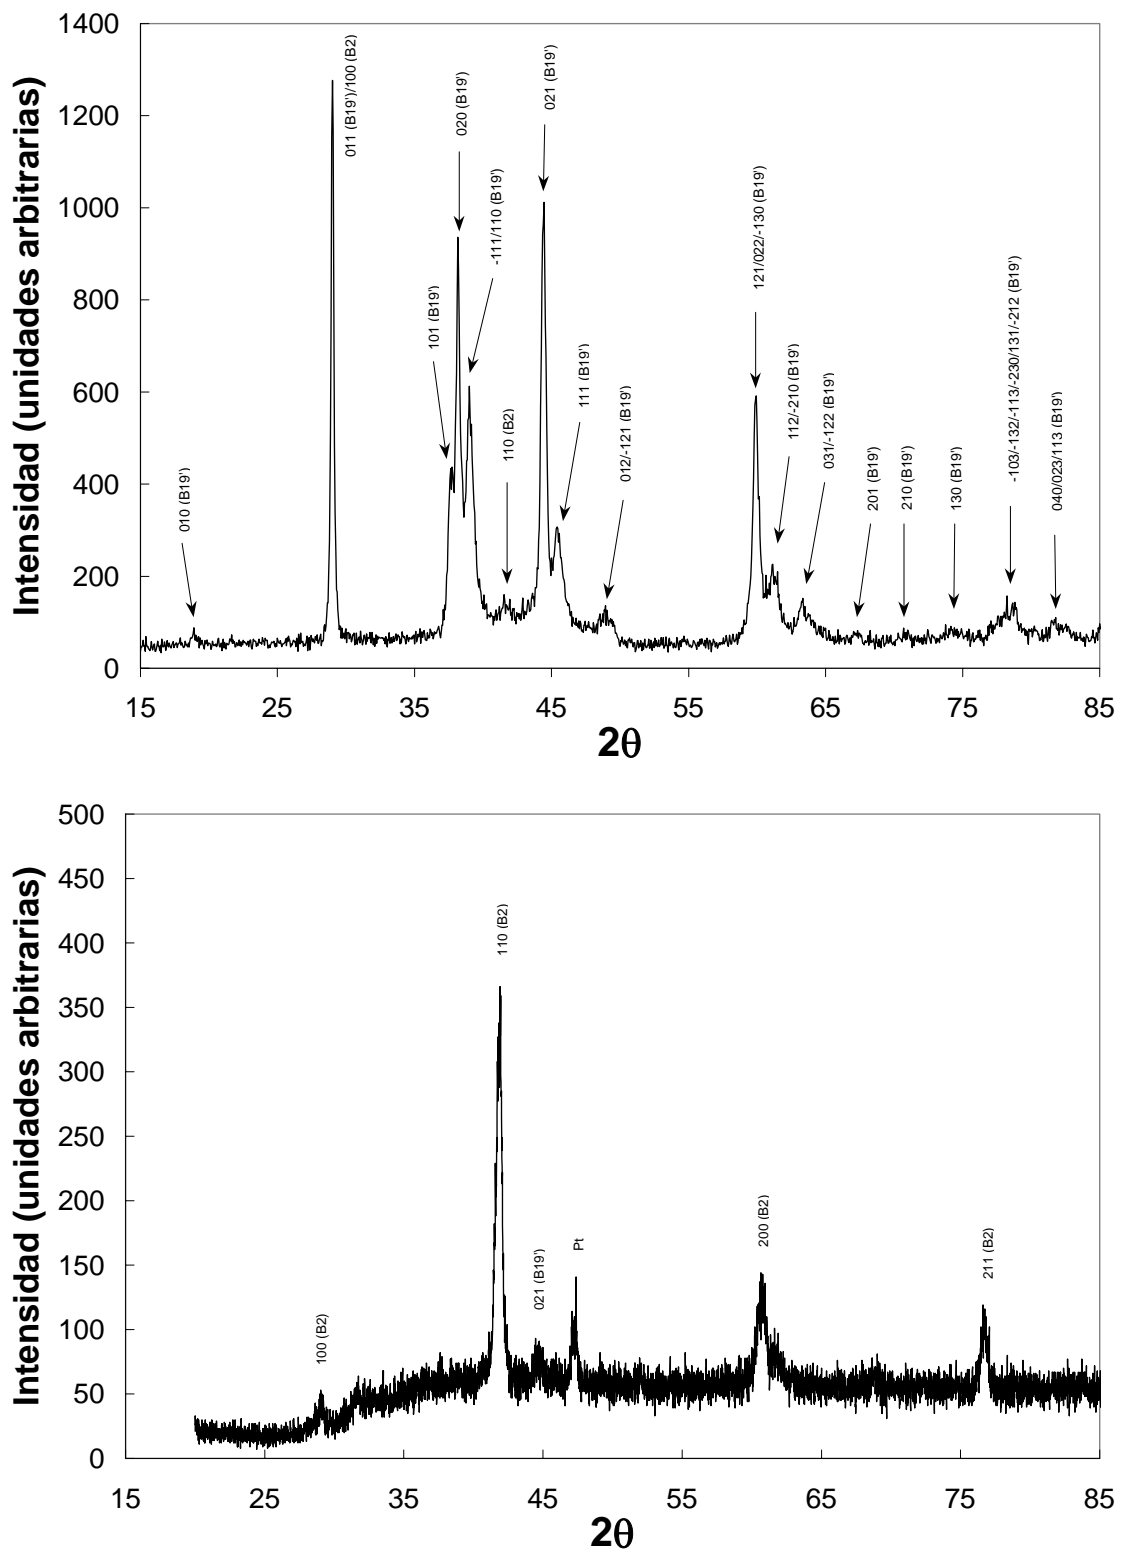 Intensidad (unidades arbitrarias)
1400
1200
1000
800
600
400
200
0
010 (B19')
011 (B19')/100 (B2)
101 (B19')
020 (B19')
-111/110 (B19')
110 (B2)
021 (B19')
111 (B19')
012/-121 (B19')
121/022/-130 (B19')
112/-210 (B19')
031/-122 (B19')
201 (B19')
210 (B19')
130 (B19')
-103/-132/-113/-230/131/-212 (B19')
040/023/113 (B19')
15 25 35 45 55 65 75 85
2θ
Intensidad (unidades arbitrarias)
500
450
400
350
300
250
200
150
100
50
0
100 (B2)
110 (B2)
021 (B19')
Pt
200 (B2)
211 (B2)
15 25 35 45 55 65 75 85
2θ